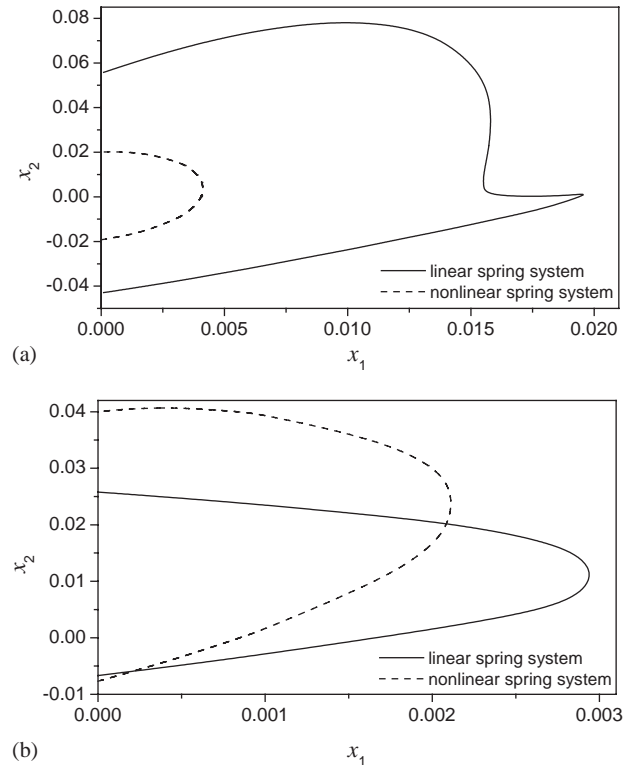 0.08
0.06
0.04
0.02
0.00
-0.02
-0.04
x₂
linear spring system
nonlinear spring system
0.000 0.005 0.010 0.015 0.020
(a)
x₁
0.04
0.03
0.02
0.01
0.00
-0.01
x₂
linear spring system
nonlinear spring system
0.000 0.001 0.002 0.003
(b)
x₁